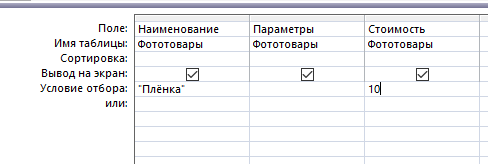 Поле: Наименование Параметры Стоимость
Имя таблицы: Фототовары Фототовары Фототовары
Сортировка:
Вывод на экран:
Условие отбора: "Плёнка" 10
или: